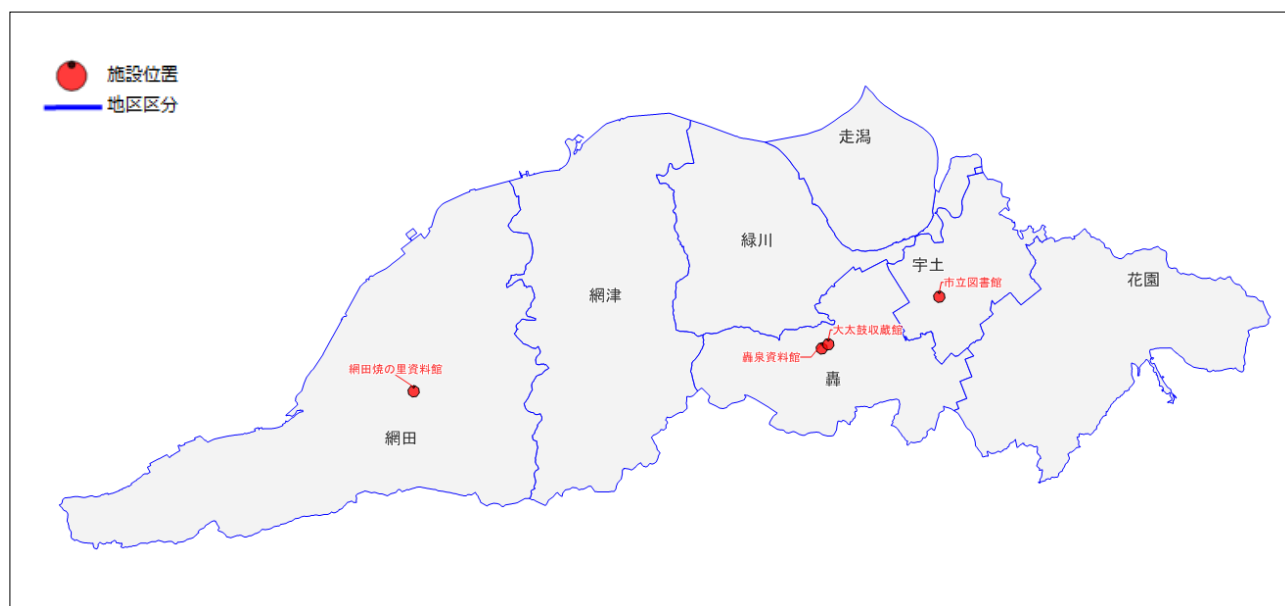 施設位置
地区区分
走潟
緑川
宇土
花園
市立図書館
網津
大太鼓収蔵館
轟泉資料館
網田焼の里資料館
轟
網田